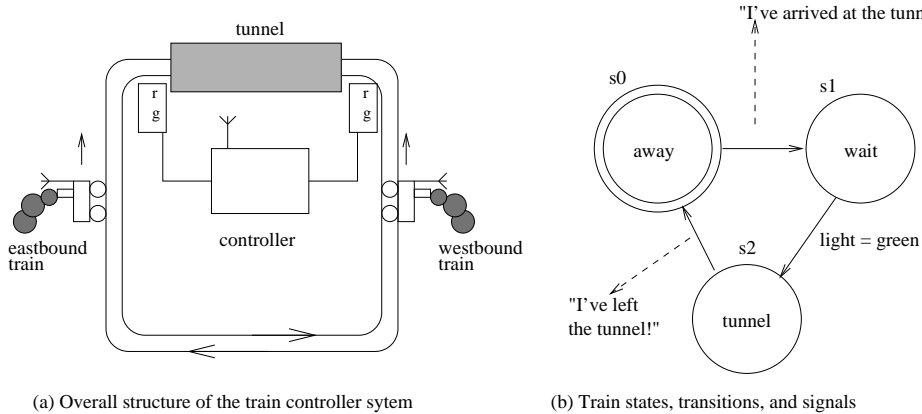 tunnel
r
g
r
g
controller
eastbound
train
westbound
train
(a) Overall structure of the train controller sytem
"I've arrived at the tunn
s0
s1
away
wait
light = green
s2
"I've left
the tunnel!"
tunnel
(b) Train states, transitions, and signals